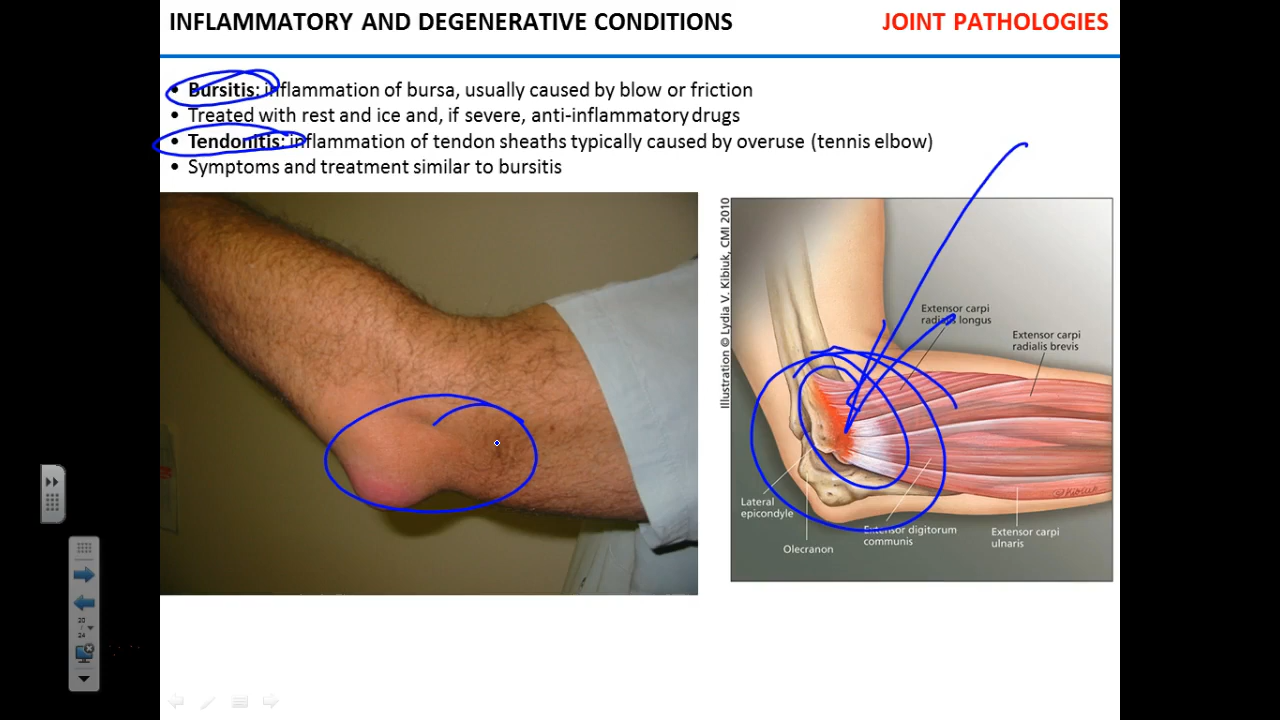 INFLAMMATORY AND DEGENERATIVE CONDITIONS
JOINT PATHOLOGIES
• Bursitis: inflammation of bursa, usually caused by blow or friction
• Treated with rest and ice and, if severe, anti-inflammatory drugs
• Tendonitis: inflammation of tendon sheaths typically caused by overuse (tennis elbow)
• Symptoms and treatment similar to bursitis
Illustration © Lydia V. Kibiuk, CMI 2010
Extensor carpi
radialis longus
Extensor carpi
radialis brevis
Lateral
epicondyle
Olecranon
Extensor digitorum
communis
Extensor carpi
ulnaris
©Kibiuk
20
/
24